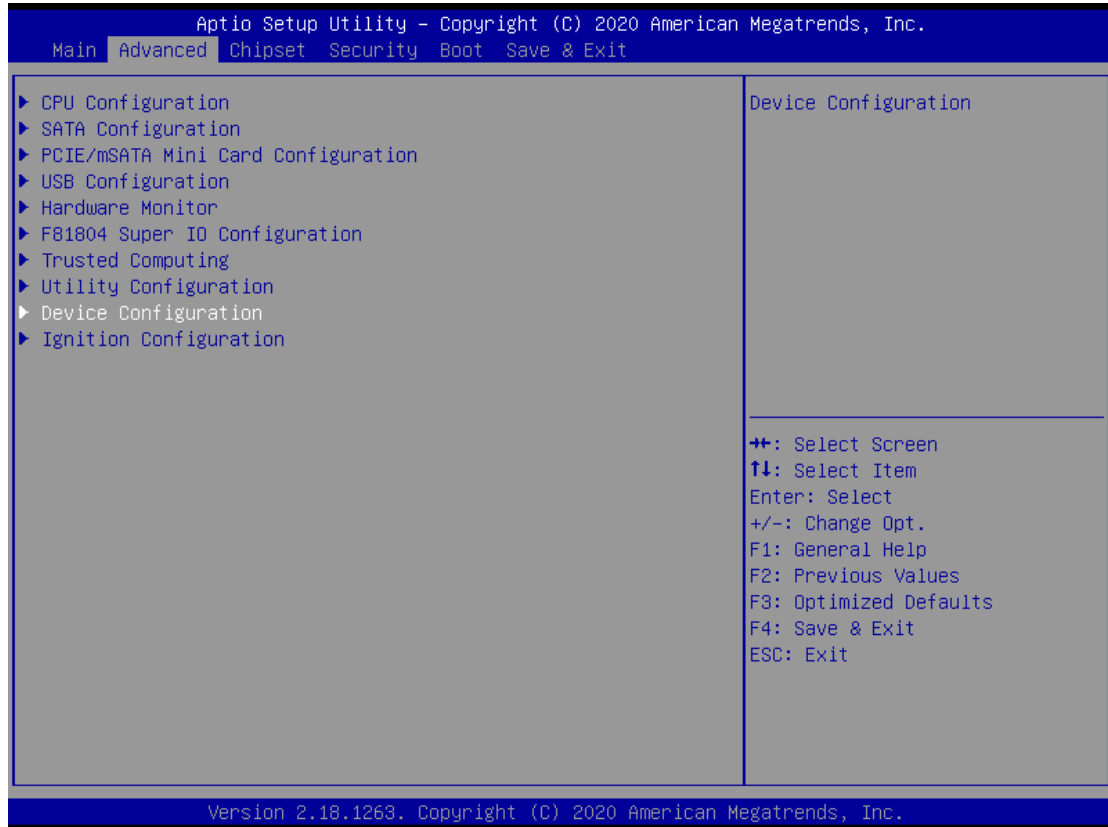 Aptio Setup Utility – Copyright (C) 2020 American Megatrends, Inc.
Main Advanced Chipset Security Boot Save & Exit
► CPU Configuration
► SATA Configuration
► PCIE/mSATA Mini Card Configuration
► USB Configuration
► Hardware Monitor
► F81804 Super IO Configuration
► Trusted Computing
► Utility Configuration
► Device Configuration
► Ignition Configuration
Device Configuration
→←: Select Screen
↑↓: Select Item
Enter: Select
+/-: Change Opt.
F1: General Help
F2: Previous Values
F3: Optimized Defaults
F4: Save & Exit
ESC: Exit
Version 2.18.1263. Copyright (C) 2020 American Megatrends, Inc.